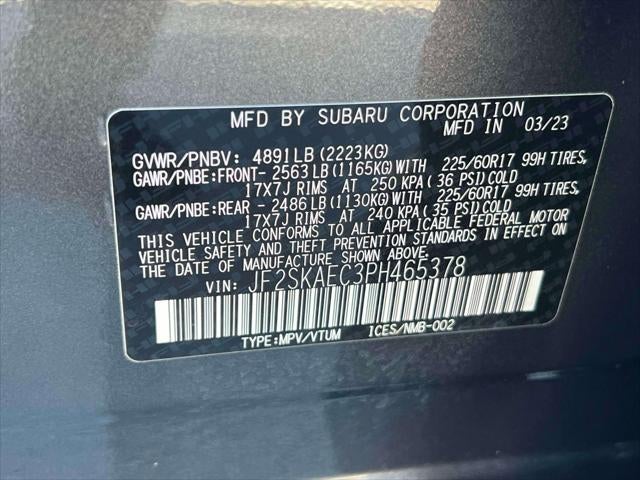 MFD BY SUBARU CORPORATION
MFD IN 03/23
GVWR/PNBV: 4891LB(2223KG)
GAWR/PNBE:FRONT- 2563LB(1165KG)WITH 225/60R17 99H TIRES,
17X7J RIMS AT 250 KPA( 36 PSI)COLD
GAWR/PNBE:REAR - 2486LB(1130KG)WITH 225/60R17 99H TIRES,
17X7J RIMS AT 240 KPA( 35 PSI)COLD
THIS VEHICLE CONFORMS TO ALL APPLICABLE FEDERAL MOTOR
VEHICLE SAFETY AND THEFT PREVENTION STANDARDS IN EFFECT
ON THE DATE OF MANUFACTURE SHOWN ABOVE.
VIN: JF2SKAEC3PH465378
TYPE:MPV/VTUM ICES/NMB-002